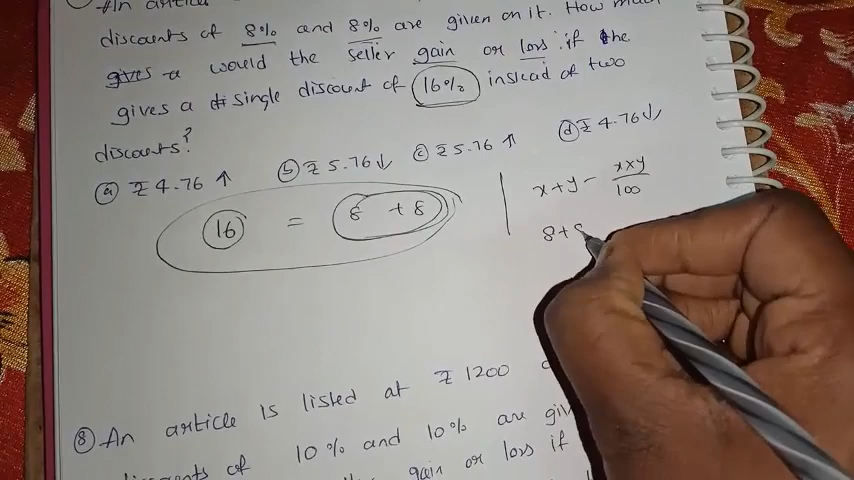 #In article
discounts of 8% and 8% are given on it. How much
gives a would the seller gain or loss if the
gives a di single discount of 16% instead of two
discounts?
(a) ₹ 4.76 ↑ (b) ₹ 5.76 ↓ (c) ₹ 5.76 ↑ (d) ₹ 4.76 ↓
16 = 8 + 8
x + y - x×y/100
8+8
(8) An article is listed at ₹ 1200
discounts of 10% and 10% are
gain or loss if